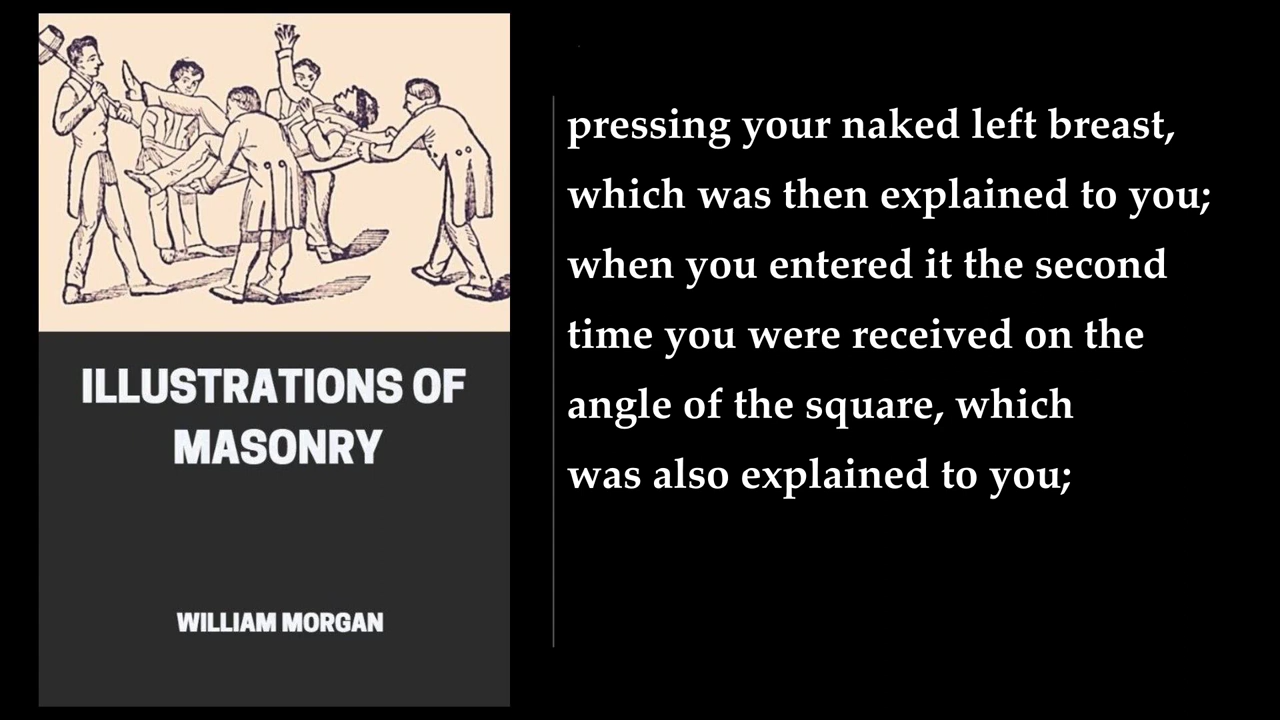 ILLUSTRATIONS OF
MASONRY
WILLIAM MORGAN
pressing your naked left breast,
which was then explained to you;
when you entered it the second
time you were received on the
angle of the square, which
was also explained to you;